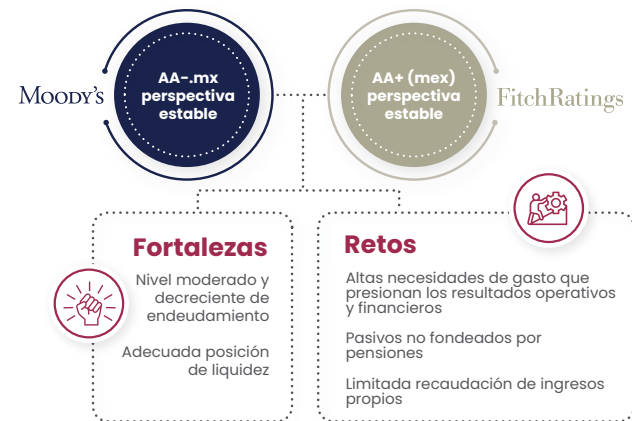 MOODY'S
AA-.mx
perspectiva
estable
AA+ (mex)
perspectiva
estable
FitchRatings
Fortalezas
Nivel moderado y
decreciente de
endeudamiento
Adecuada posición
de liquidez
Retos
Altas necesidades de gasto que
presionan los resultados operativos
y financieros
Pasivos no fondeados por
pensiones
Limitada recaudación de ingresos
propios